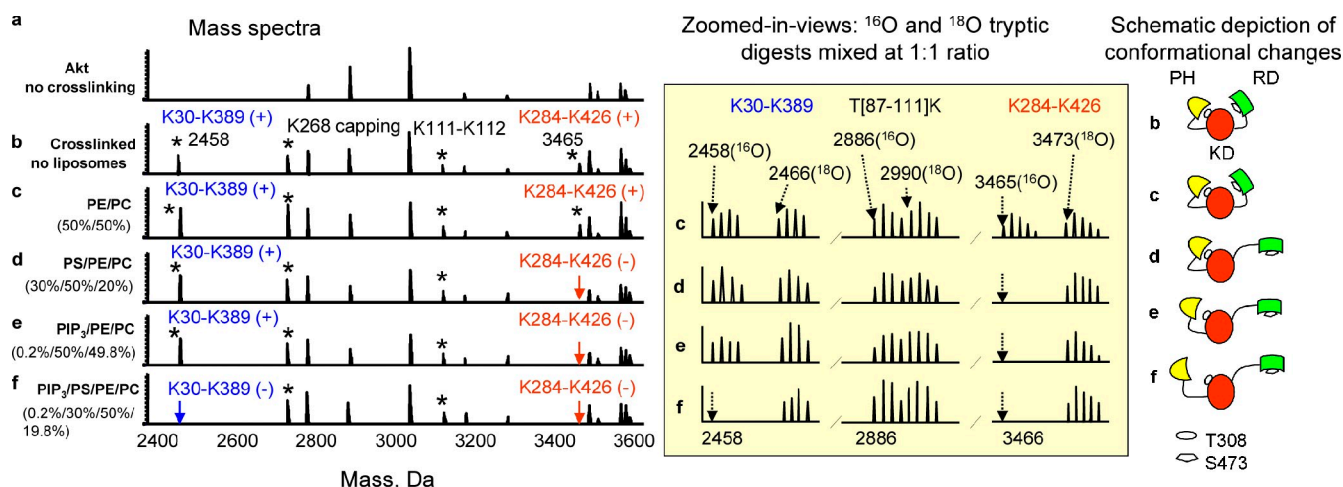 a
Mass spectra
Akt
no crosslinking
K30-K389 (+)
K284-K426 (+)
b
Crosslinked
no liposomes
* 2458
* K268 capping
K111-K112
*
3465
*
c
PE/PC
(50%/50%)
K30-K389 (+)
K284-K426 (+)
* * * *
d
PS/PE/PC
(30%/50%/20%)
K30-K389 (+)
K284-K426 (-)
* * *
e
PIP₃/PE/PC
(0.2%/50%/49.8%)
K30-K389 (+)
K284-K426 (-)
* * *
f
PIP₃/PS/PE/PC
(0.2%/30%/50%/
19.8%)
K30-K389 (-)
K284-K426 (-)
* *
2400 2600 2800 3000 3200 3400 3600
Mass. Da
Zoomed-in-views: ¹⁶O and ¹⁸O tryptic
digests mixed at 1:1 ratio
K30-K389 T[87-111]K K284-K426
2458(¹⁶O)
2466(¹⁸O)
2886(¹⁶O)
2990(¹⁸O)
3465(¹⁶O)
3473(¹⁸O)
c
d
e
f
2458 2886 3466
Schematic depiction of
conformational changes
PH RD
b
KD
c
d
e
f
T308
S473